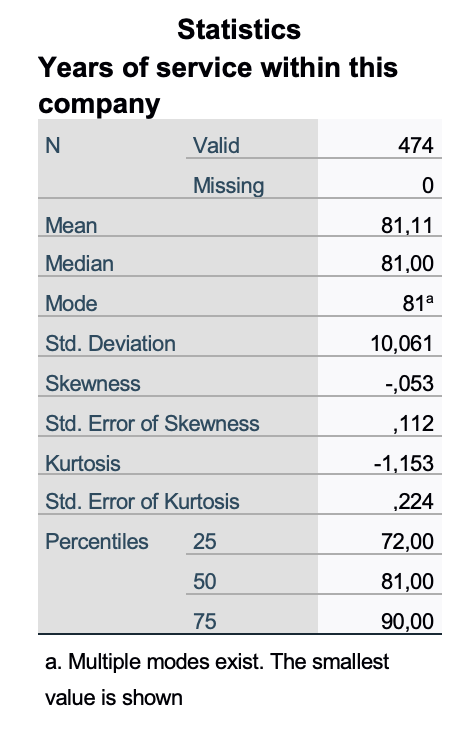 Statistics
Years of service within this
company
N Valid 474
Missing 0
Mean 81,11
Median 81,00
Mode 81ᵃ
Std. Deviation 10,061
Skewness -,053
Std. Error of Skewness ,112
Kurtosis -1,153
Std. Error of Kurtosis ,224
Percentiles 25 72,00
50 81,00
75 90,00
a. Multiple modes exist. The smallest
value is shown